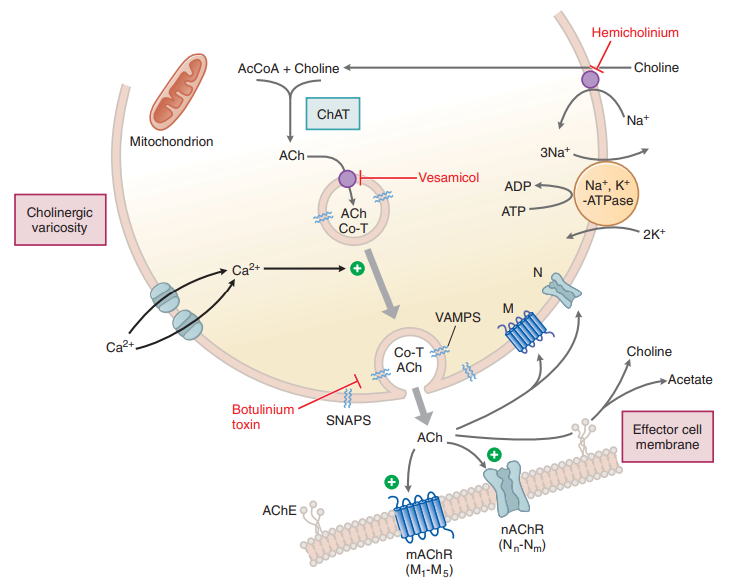 Hemicholinium
AcCoA + Choline
Choline
ChAT
Na⁺
Mitochondrion
ACh
3Na⁺
Vesamicol
ADP
Na⁺, K⁺
-ATPase
ATP
Cholinergic
varicosity
ACh
Co-T
2K⁺
Ca²⁺
+
N
M
VAMPS
Ca²⁺
Co-T
ACh
Choline
Acetate
Botulinium
toxin
SNAPS
ACh
Effector cell
membrane
+
+
AChE
nAChR
(Nₙ-Nₘ)
mAChR
(M₁-M₅)